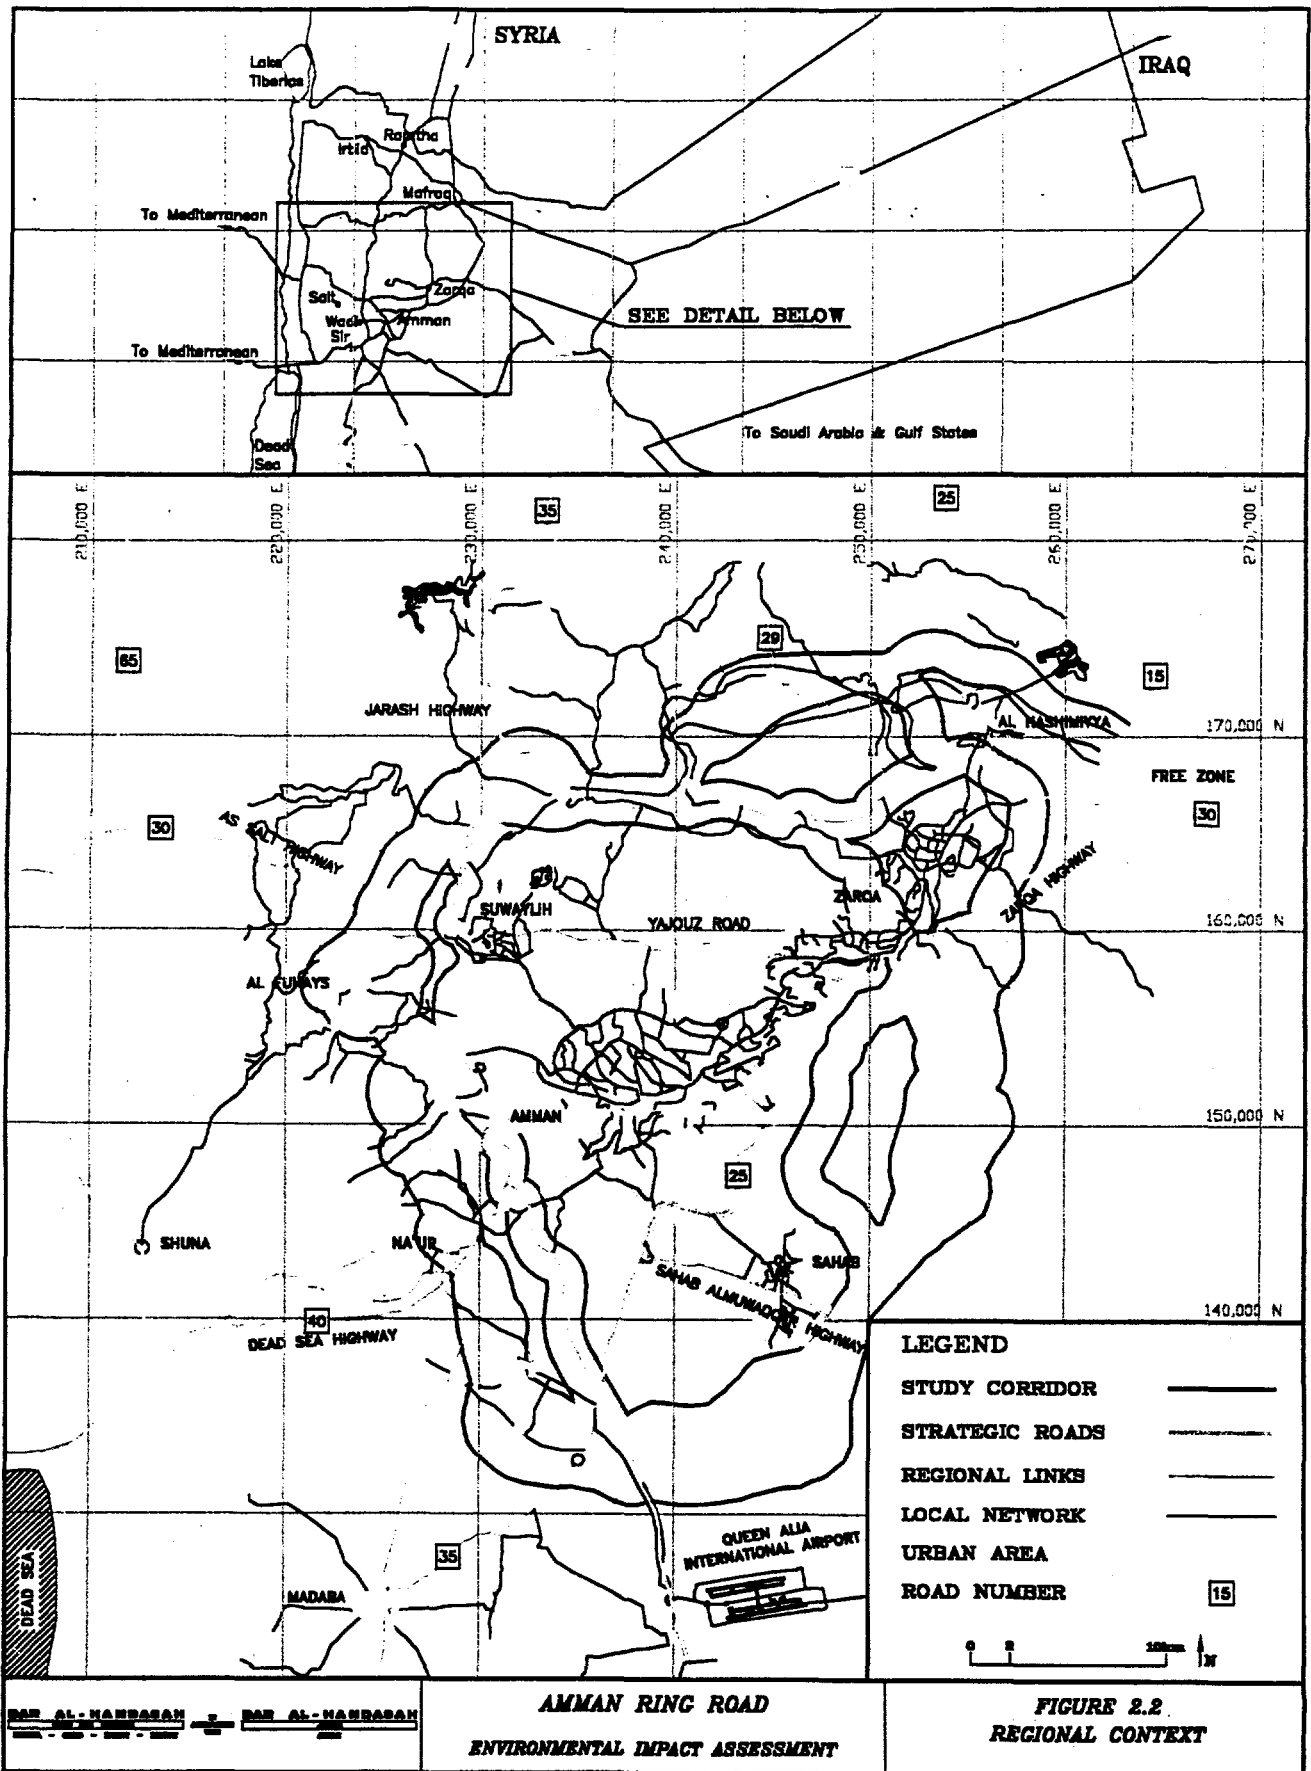 SYRIA
IRAQ
Lake
Tiberias
Ramtha
Irbid
Mafraq
To Mediterranean
Zarqa
Salt
Amman
Wadi
Sir
SEE DETAIL BELOW
To Mediterranean
To Saudi Arabia & Gulf States
Dead
Sea
210,000 E
220,000 E
230,000 E
240,000 E
250,000 E
260,000 E
270,000 E
35
25
29
65
15
JARASH HIGHWAY
AL HASHIMIYYA
170,000 N
FREE ZONE
30
30
AS SALT HIGHWAY
ZARQA HIGHWAY
ZARQA
SUWAYLIH
YAJOUZ ROAD
160,000 N
AL FUHAYS
AMMAN
150,000 N
25
SHUNA
NA'UR
SAHAB
SAHAB ALMUWAQQAR HIGHWAY
40
DEAD SEA HIGHWAY
140,000 N
LEGEND
STUDY CORRIDOR
STRATEGIC ROADS
REGIONAL LINKS
LOCAL NETWORK
URBAN AREA
ROAD NUMBER
15
35
QUEEN ALIA
INTERNATIONAL AIRPORT
MADABA
DEAD SEA
0 2 10km
N
DAR AL-HANDASAH
DAR AL-HANDASAH
AMMAN RING ROAD
ENVIRONMENTAL IMPACT ASSESSMENT
FIGURE 2.2
REGIONAL CONTEXT